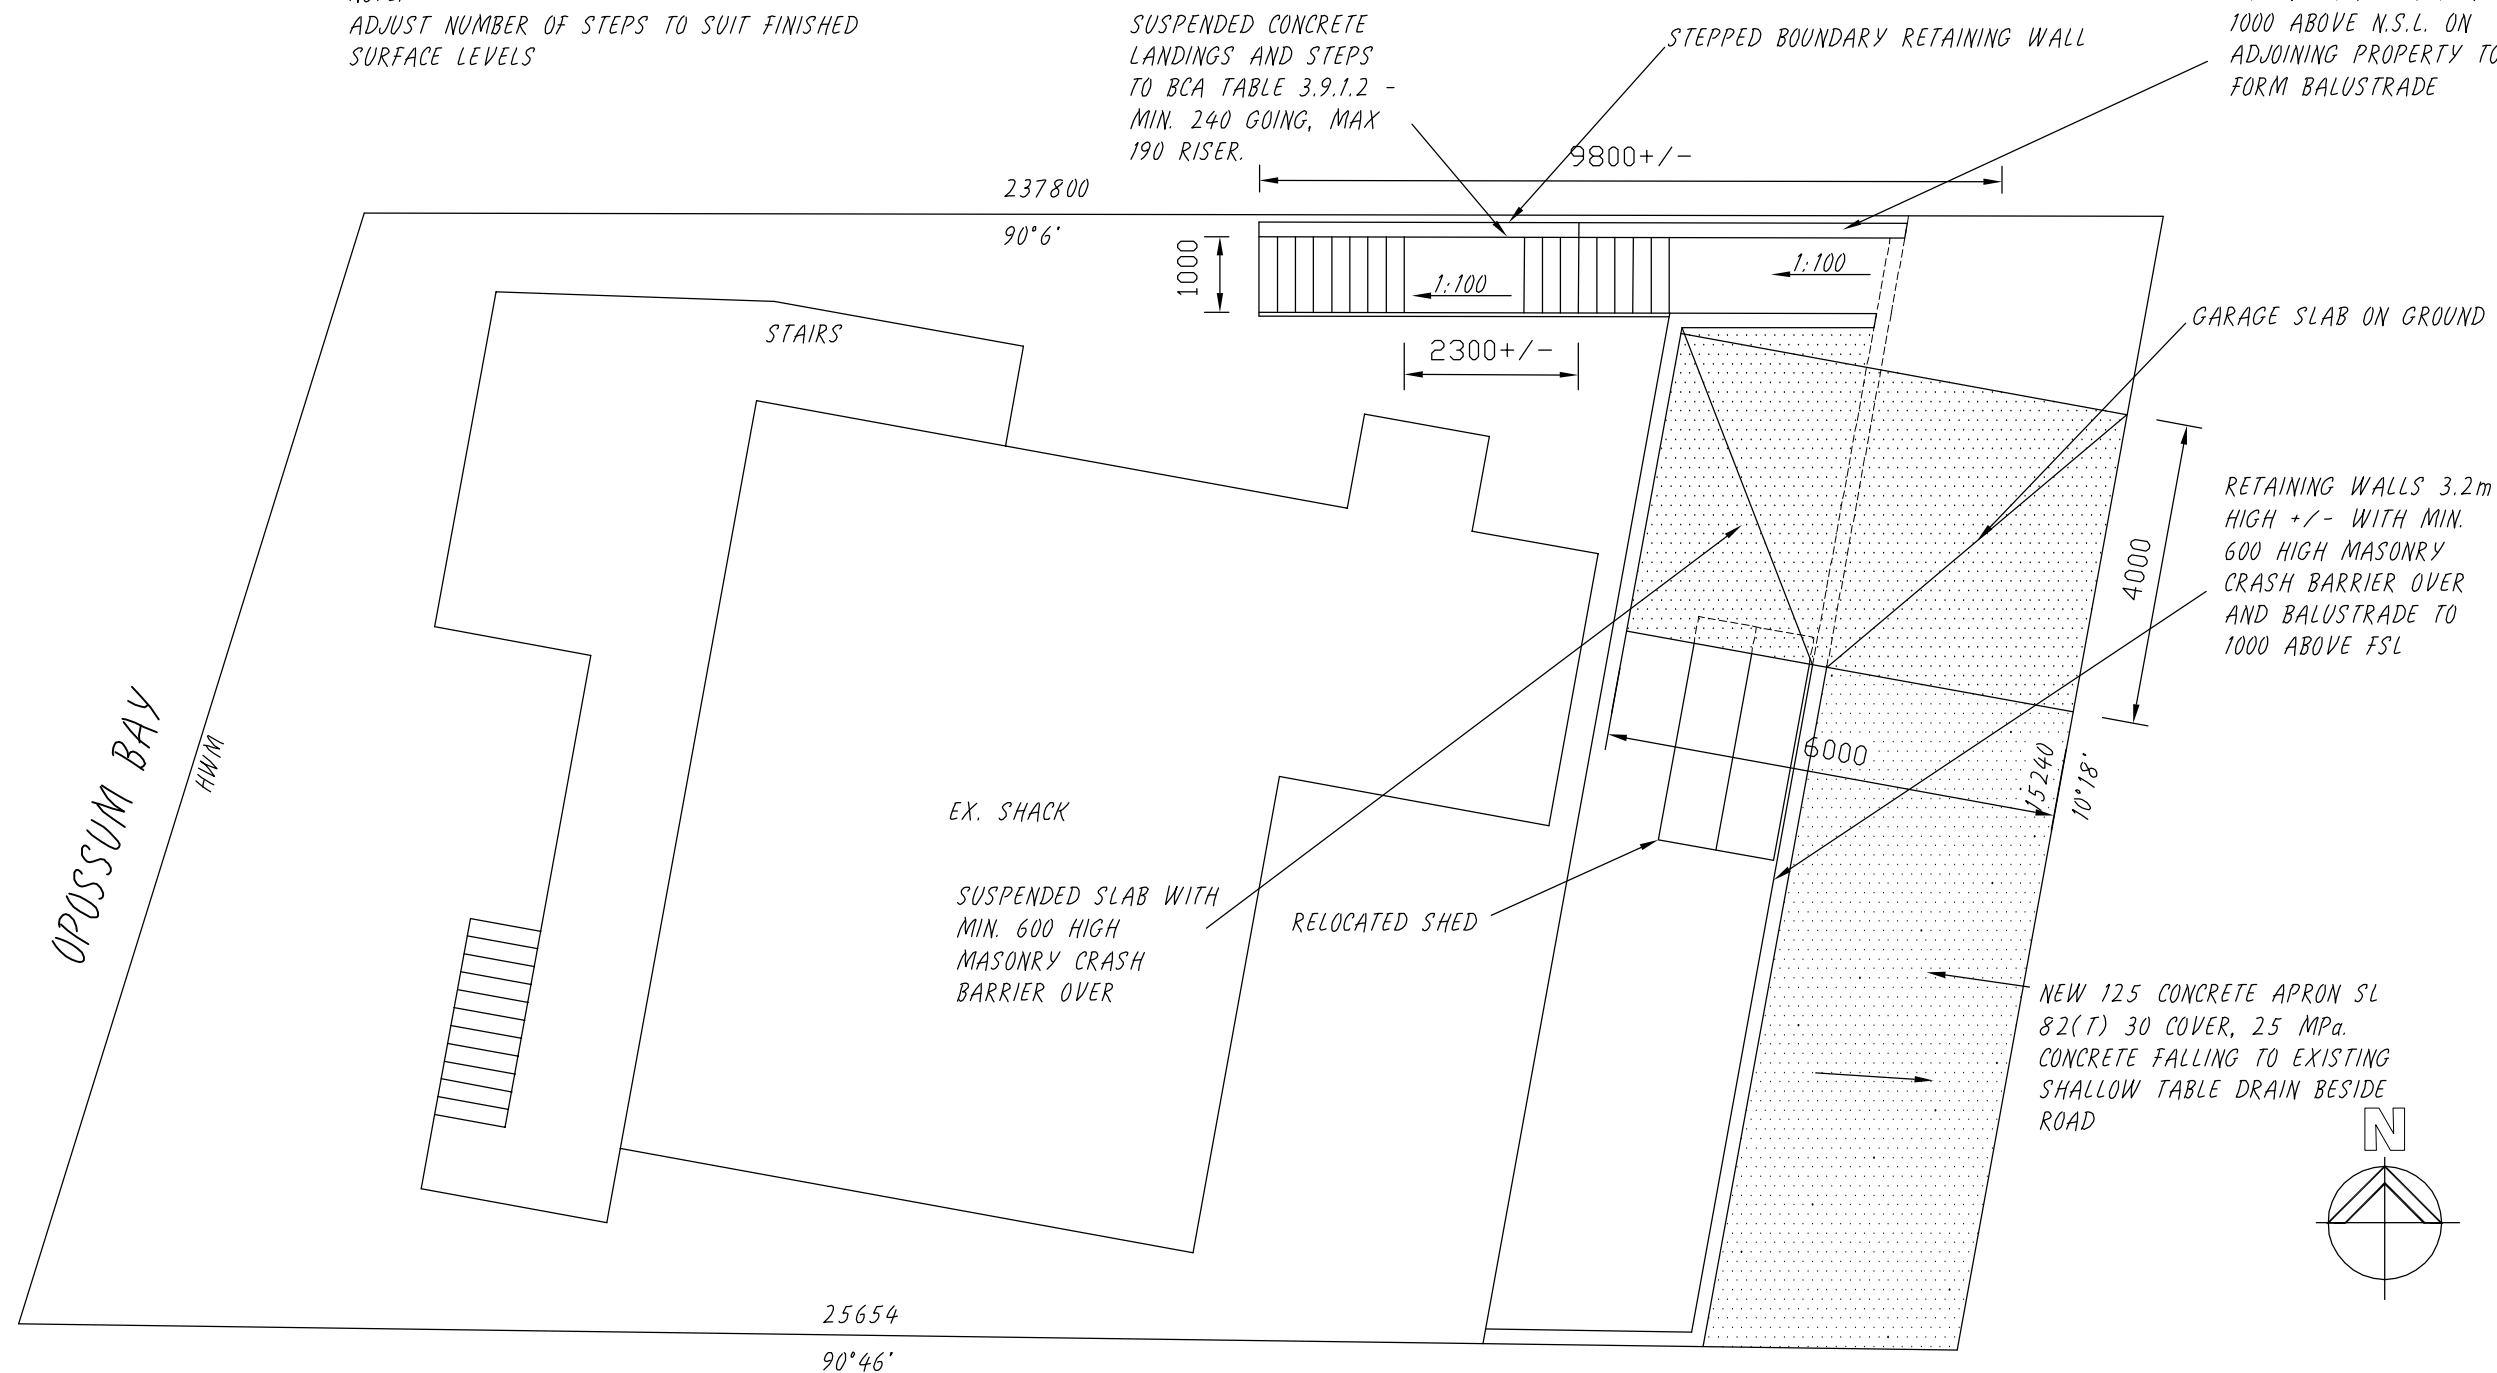 ADJUST NUMBER OF STEPS TO SUIT FINISHED
SURFACE LEVELS
SUSPENDED CONCRETE
LANDINGS AND STEPS
TO BCA TABLE 3.9.1.2 -
MIN. 240 GOING, MAX
190 RISER.
STEPPED BOUNDARY RETAINING WALL
1000 ABOVE N.S.L. ON
ADJOINING PROPERTY TO
FORM BALUSTRADE
9800+/-
237800
90°6'
1000
1:100
1:100
STAIRS
2300+/-
GARAGE SLAB ON GROUND
RETAINING WALLS 3.2m
HIGH +/- WITH MIN.
600 HIGH MASONRY
CRASH BARRIER OVER
AND BALUSTRADE TO
1000 ABOVE FSL
4000
OPOSSUM BAY
HWM
6000
15240
10°18'
EX. SHACK
SUSPENDED SLAB WITH
MIN. 600 HIGH
MASONRY CRASH
BARRIER OVER
RELOCATED SHED
NEW 125 CONCRETE APRON SL
82(T) 30 COVER, 25 MPa.
CONCRETE FALLING TO EXISTING
SHALLOW TABLE DRAIN BESIDE
ROAD
N
25654
90°46'